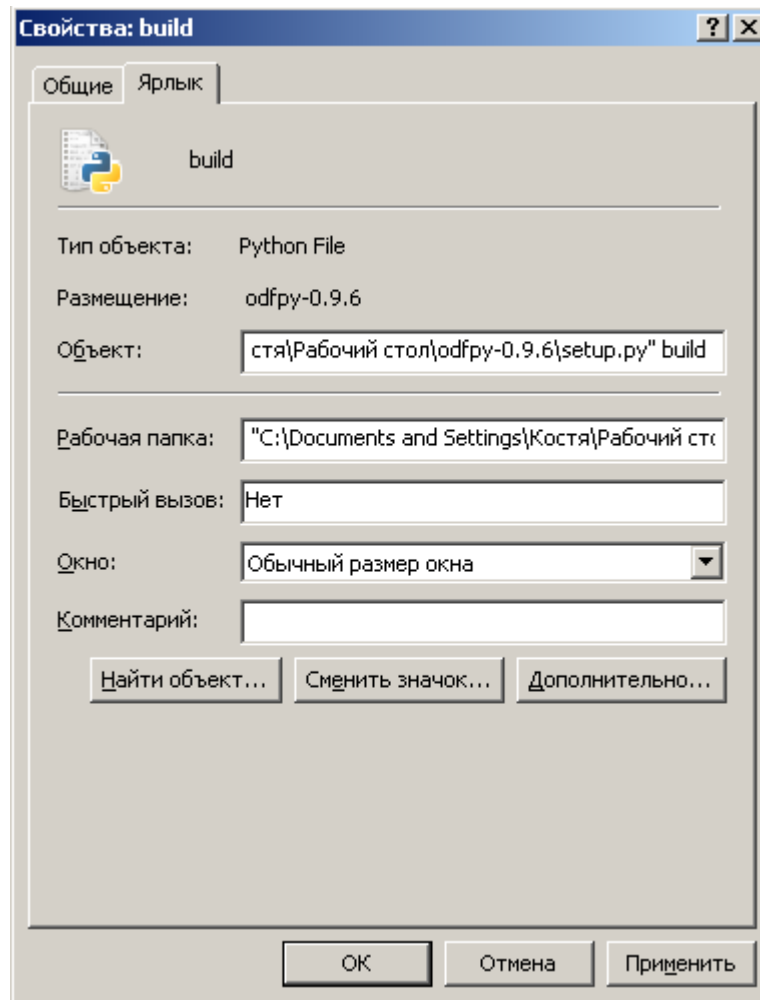 Свойства: build
Общие Ярлык
build
Тип объекта: Python File
Размещение: odfpy-0.9.6
Объект: стя\Рабочий стол\odfpy-0.9.6\setup.py" build
Рабочая папка: "C:\Documents and Settings\Костя\Рабочий сто
Быстрый вызов: Нет
Окно: Обычный размер окна
Комментарий:
Найти объект... Сменить значок... Дополнительно...
ОК Отмена Применить